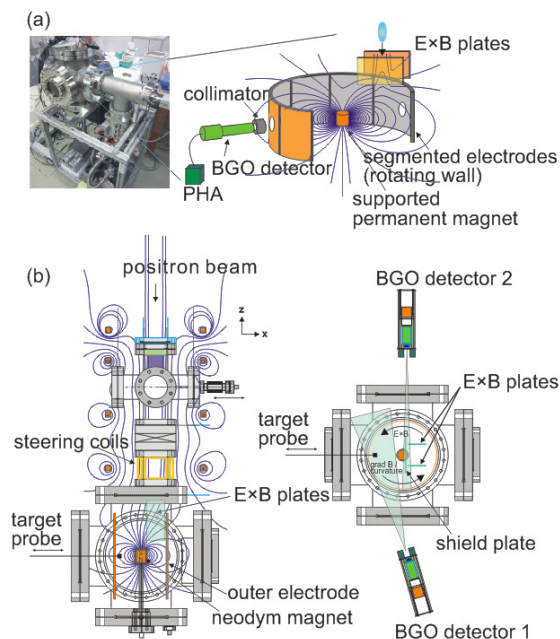 (a)
E×B plates
collimator
BGO detector
PHA
segmented electrodes
(rotating wall)
supported
permanent magnet
(b)
positron beam
z
x
steering coils
E×B plates
target
probe
outer electrode
neodym magnet
BGO detector 2
E×B plates
target
probe
E×B
grad B /
curvature
shield plate
BGO detector 1